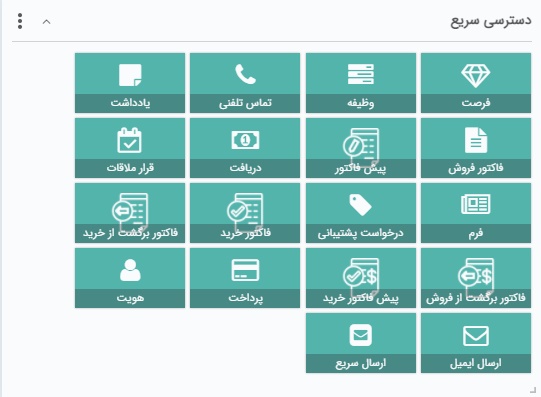 دسترسی سریع
فرصت
وظیفه
تماس تلفنی
یادداشت
فاکتور فروش
پیش فاکتور
دریافت
قرار ملاقات
فرم
درخواست پشتیبانی
فاکتور خرید
فاکتور برگشت از خرید
فاکتور برگشت از فروش
پیش فاکتور خرید
پرداخت
هویت
ارسال ایمیل
ارسال سریع